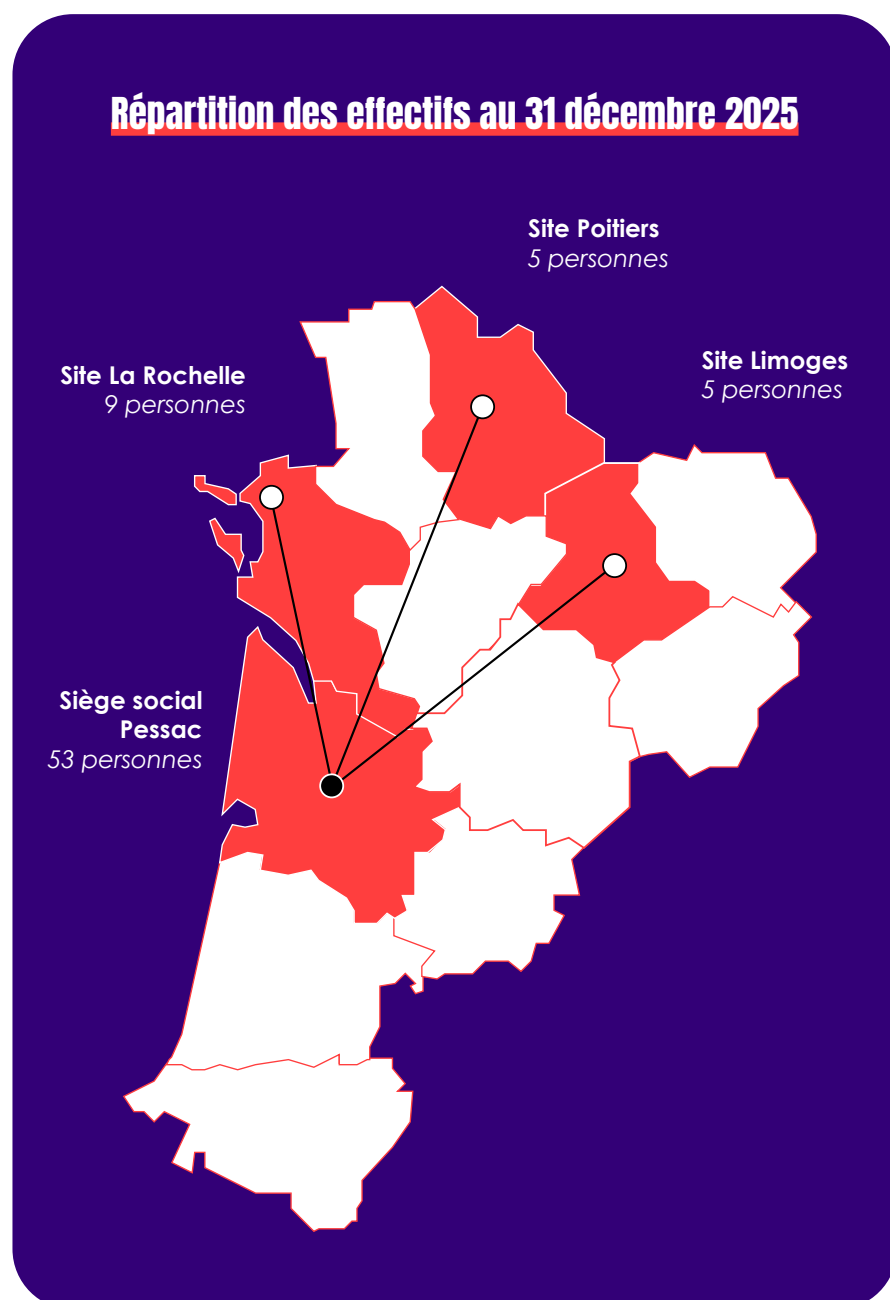 Répartition des effectifs au 31 décembre 2025
Site Poitiers
5 personnes
Site Limoges
5 personnes
Site La Rochelle
9 personnes
Siège social
Pessac
53 personnes